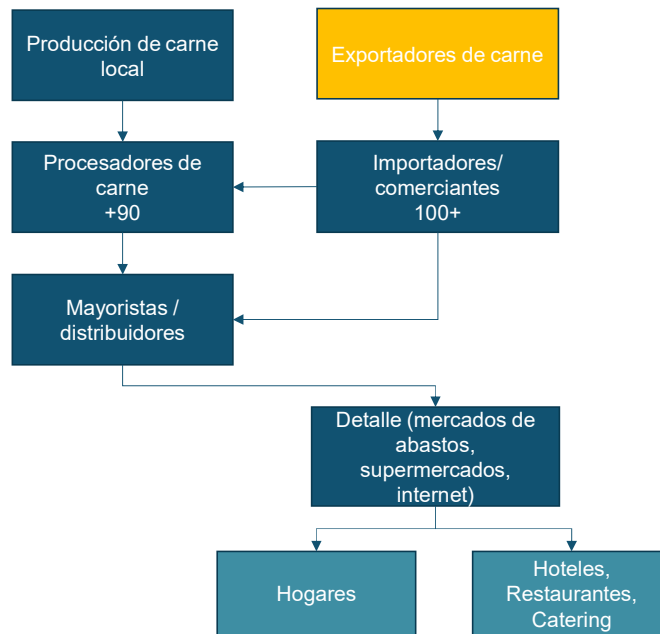 Producción de carne
local
Exportadores de carne
Procesadores de
carne
+90
Importadores/
comerciantes
100+
Mayoristas /
distribuidores
Detalle (mercados de
abastos,
supermercados,
internet)
Hogares
Hoteles,
Restaurantes,
Catering